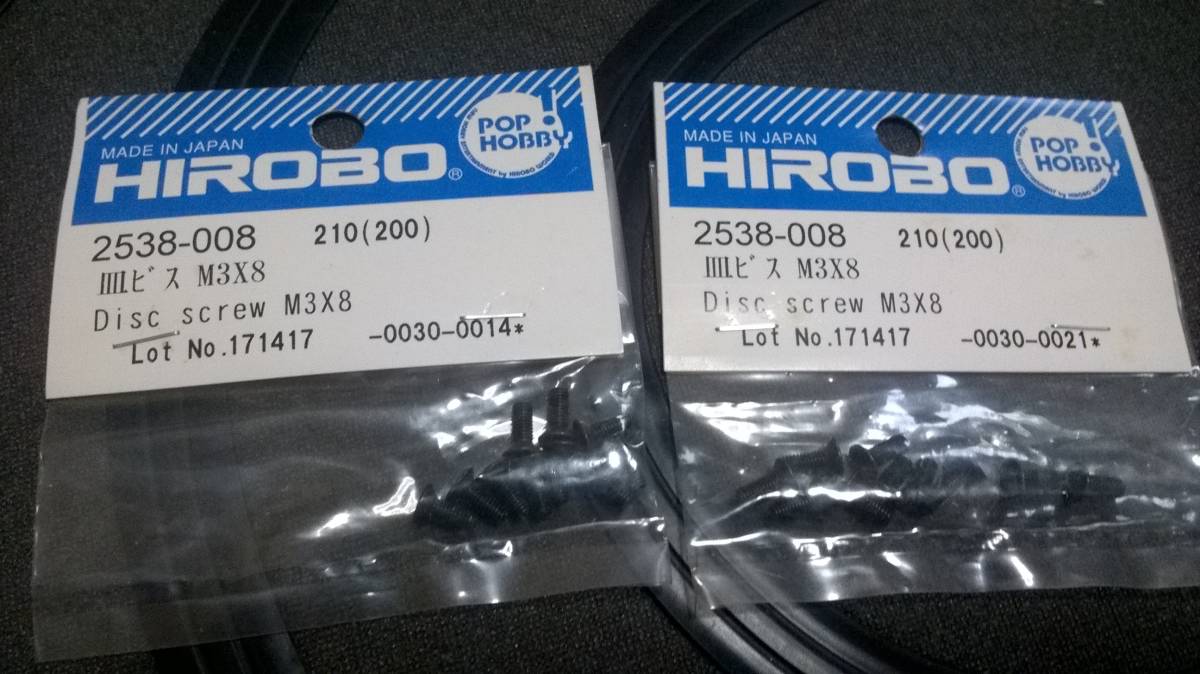 MADE IN JAPAN
HIROBO®
POP!
HOBBY
2538-008 210(200)
皿ビス M3X8
Disc screw M3X8
Lot No.171417 -0030-0014*
MADE IN JAPAN
HIROBO®
POP!
HOBBY
2538-008 210(200)
皿ビス M3X8
Disc screw M3X8
Lot No.171417 -0030-0021*